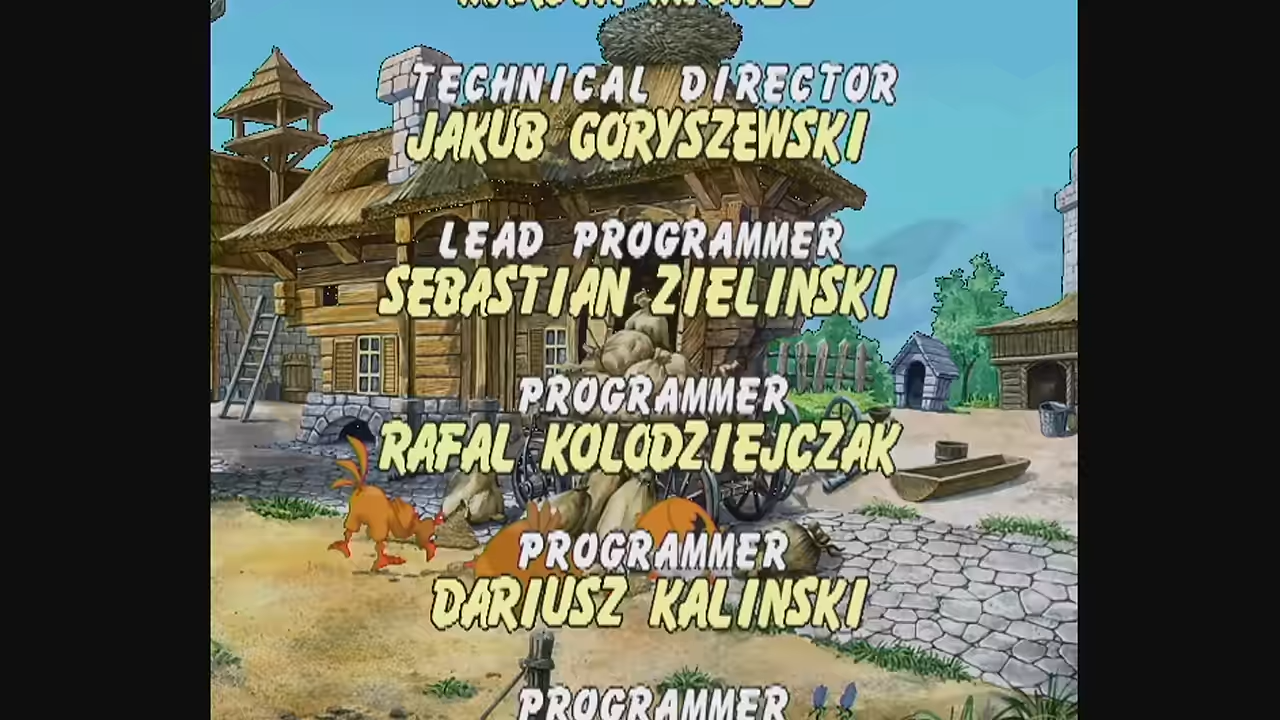 TECHNICAL DIRECTOR
JAKUB GORYSZEWSKI
LEAD PROGRAMMER
SEBASTIAN ZIELINSKI
PROGRAMMER
RAFAL KOLODZIEJCZAK
PROGRAMMER
DARIUSZ KALINSKI
PROGRAMMER